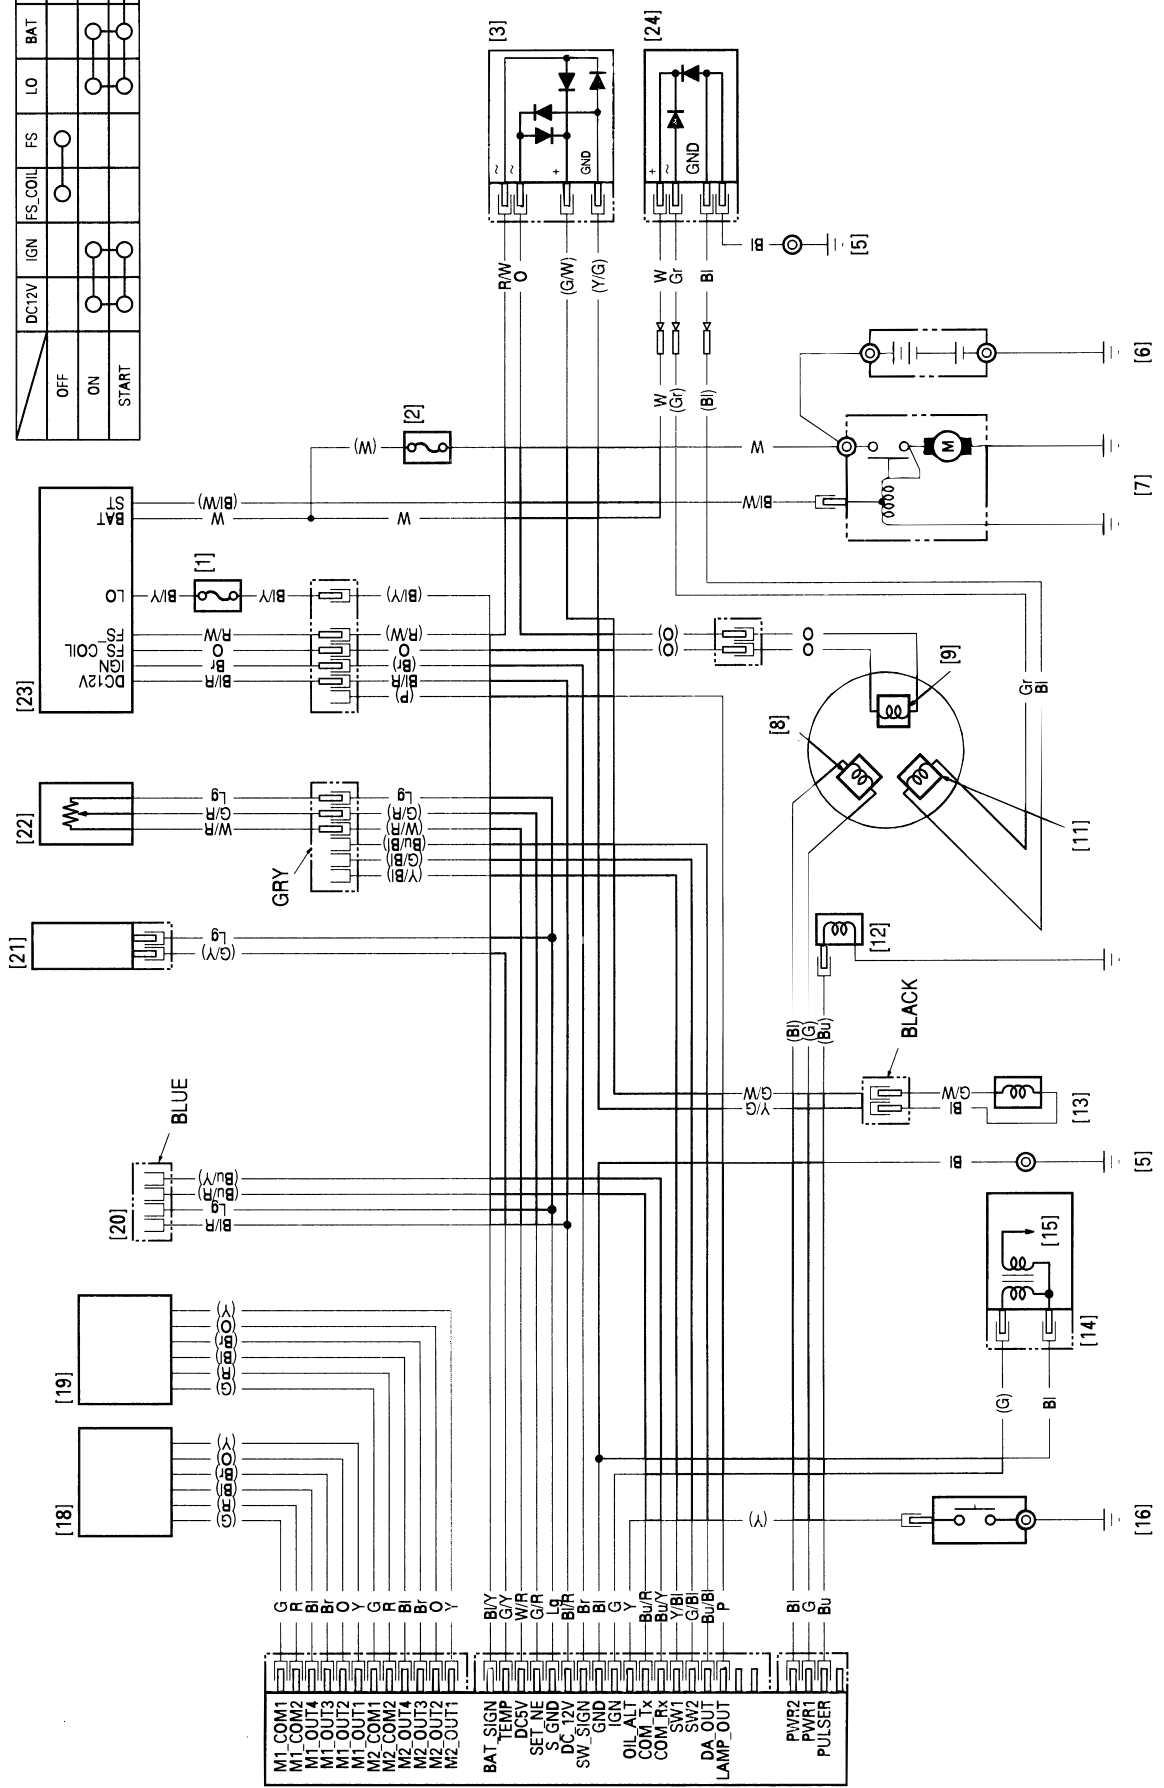 BAT
LO
FS
FS_COIL
IGN
DC12V
OFF
ON
START
[3]
~
~
+
GND
R/W
O
(G/W)
(Y/G)
[24]
+
~
GND
Bl
[5]
W
Gr
Bl
W
(Gr)
(Bl)
[6]
[2]
(W)
W
M
[7]
Bl/W
[23]
ST
BAT
LO
FS
FS_COIL
IGN
DC12V
(Bl/W)
W
W
Bl/Y
[1]
Bl/Y
(Bl/Y)
R/W
(R/W)
O
O
Br
(Br)
Bl/R
Bl/R
(P)
(O)
(O)
O
O
[8]
[9]
[11]
Gr
Bl
[22]
Lg
G/R
W/R
GRY
Lg
(G/R)
(W/R)
(Bu/Bl)
(G/Bl)
(Y/Bl)
[21]
Lg
(G/Y)
[12]
(Bl)
G
(Bu)
BLACK
G/W
Y/G
G/W
Bl
[13]
BLUE
[20]
(Bu/Y)
(Bu/R)
Lg
Bl/R
Bl
[5]
[15]
[14]
(G)
Bl
[19]
(Y)
(O)
(Br)
(Bl)
R
(G)
[18]
(Y)
(O)
(Br)
(Bl)
R
(G)
(Y)
[16]
G
R
Bl
Br
O
Y
G
R
Bl
Br
O
Y
Bl/Y
G/Y
W/R
G/R
Lg
Bl/R
Br
Bl
G
Y
Bu/R
Bu/Y
Y/Bl
G/Bl
Bu/Bl
P
Bl
G
Bu
M1_COM1
M1_COM2
M1_OUT4
M1_OUT3
M1_OUT2
M1_OUT1
M2_COM1
M2_COM2
M2_OUT4
M2_OUT3
M2_OUT2
M2_OUT1
BAT_SIGN
TEMP
DC5V
SET_NE
S_GND
DC_12V
SW_SIGN
GND
IGN
OIL_ALT
COM_Tx
COM_Rx
SW1
SW2
DA_OUT
LAMP_OUT
PWR2
PWR1
PULSER